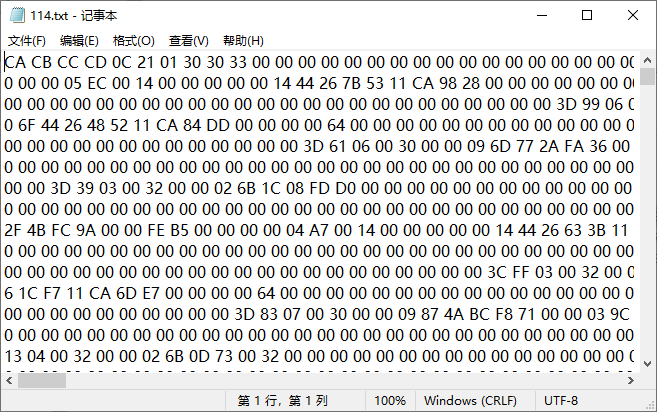 114.txt - 记事本
文件(F) 编辑(E) 格式(O) 查看(V) 帮助(H)
CA CB CC CD 0C 21 01 30 30 33 00 00 00 00 00 00 00 00 00 00 00 00 00 00 00 00 0
0 00 00 05 EC 00 14 00 00 00 00 00 14 44 26 7B 53 11 CA 98 28 00 00 00 00 00 00
00 00 00 00 00 00 00 00 00 00 00 00 00 00 00 00 00 00 00 00 00 00 00 3D 99 06 0
0 6F 44 26 48 52 11 CA 84 DD 00 00 00 00 00 64 00 00 00 00 00 00 00 00 00 00 00
00 00 00 00 00 00 00 00 00 00 00 00 3D 61 06 00 30 00 00 09 6D 77 2A FA 36 00
00 00 00 00 00 00 00 00 00 00 00 00 00 00 00 00 00 00 00 00 00 00 00 00 00 00
00 00 3D 39 03 00 32 00 00 02 6B 1C 08 FD D0 00 00 00 00 00 00 00 00 00 00 00
00 00 00 00 00 00 00 00 00 00 00 00 00 00 00 00 00 00 00 00 00 00 00 00 00 00
2F 4B FC 9A 00 00 FE B5 00 00 00 00 04 A7 00 14 00 00 00 00 00 14 44 26 63 3B 11
00 00 00 00 00 00 00 00 00 00 00 00 00 00 00 00 00 00 00 00 00 00 00 00 00 00
00 00 00 00 00 00 00 00 00 00 00 00 00 00 00 00 00 00 00 00 3C FF 03 00 32 00 0
6 1C F7 11 CA 6D E7 00 00 00 00 00 64 00 00 00 00 00 00 00 00 00 00 00 00 00 00
00 00 00 00 00 00 00 00 00 3D 83 07 00 30 00 00 09 87 4A BC F8 71 00 00 03 9C
00 00 00 00 00 00 00 00 00 00 00 00 00 00 00 00 00 00 00 00 00 00 00 00 00 00
13 04 00 32 00 00 02 6B 0D 73 00 32 00 00 00 00 00 00 00 00 00 00 00 00 00 00
第 1 行，第 1 列 100% Windows (CRLF) UTF-8